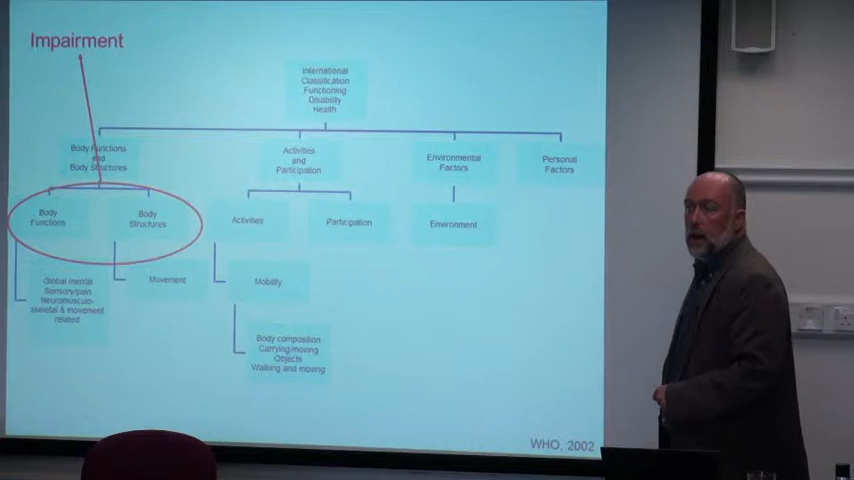 Impairment
International
Classification
Functioning
Disability
Health
Body Functions
and
Body Structures
Activities
and
Participation
Environmental
Factors
Personal
Factors
Body
Functions
Body
Structures
Activities
Participation
Environment
Global mental
Sensory/pain
Neuromusculo-
skeletal & movement
related
Movement
Mobility
Body composition
Carrying/moving
Objects
Walking and moving
WHO, 2002